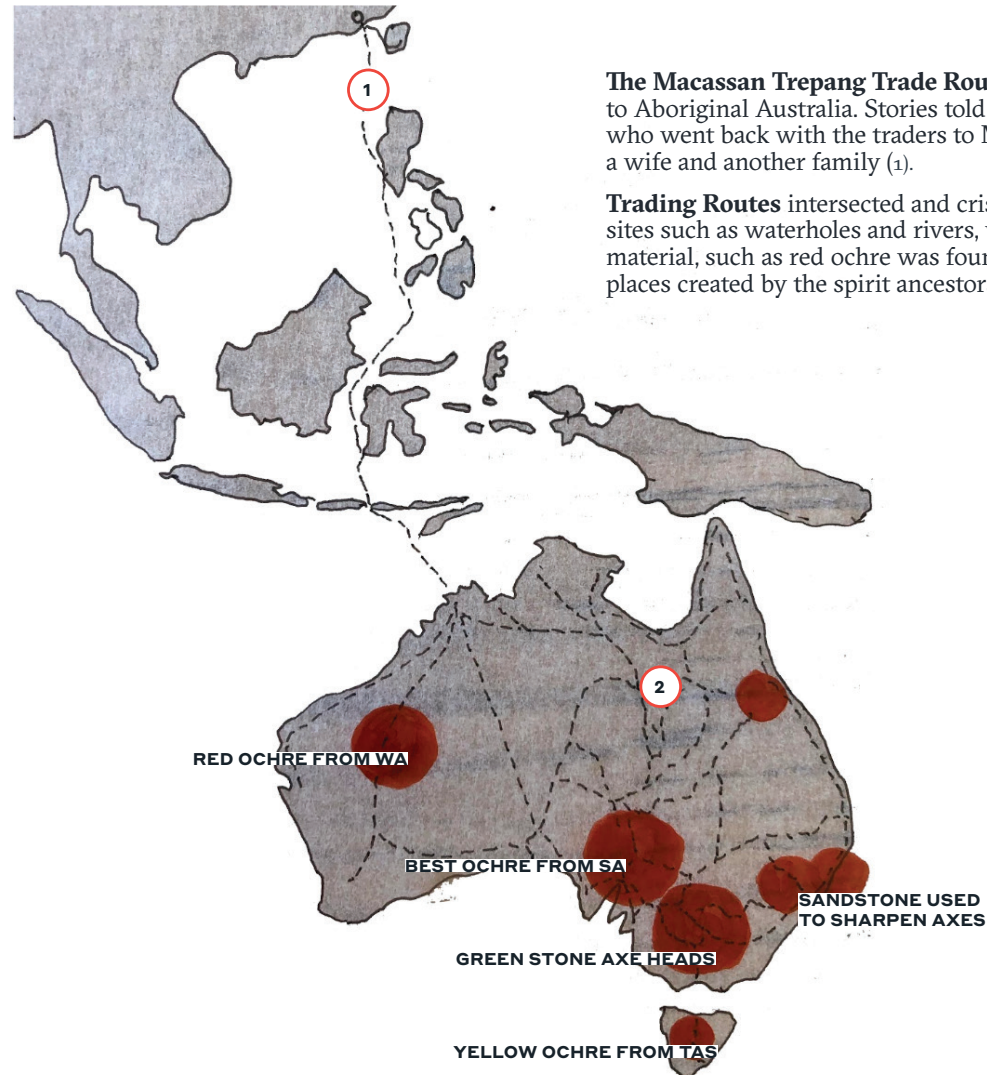 1
The Macassan Trepang Trade Rou
to Aboriginal Australia. Stories told
who went back with the traders to M
a wife and another family (1).
Trading Routes intersected and cris
sites such as waterholes and rivers,
material, such as red ochre was foun
places created by the spirit ancestor
2
RED OCHRE FROM WA
BEST OCHRE FROM SA
SANDSTONE USED
TO SHARPEN AXES
GREEN STONE AXE HEADS
YELLOW OCHRE FROM TAS